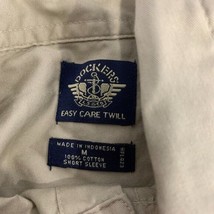 DOCKERS
EASY CARE TWILL
MADE IN INDONESIA
M
100% COTTON
SHORT SLEEVE